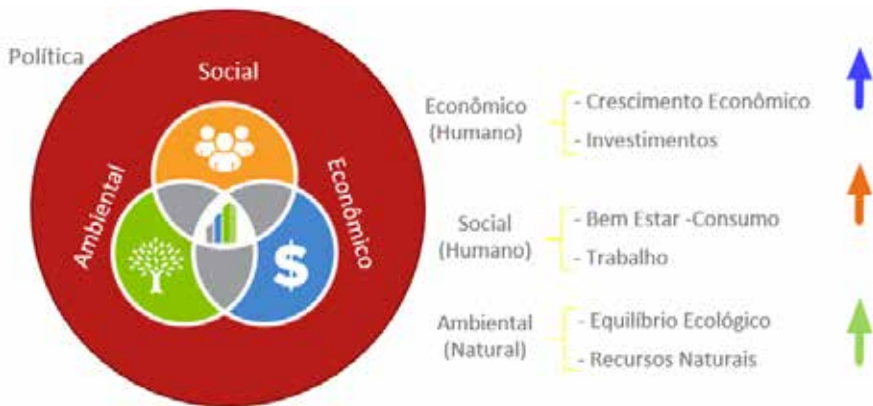 Política
Social
Ambiental
Econômico
$
Econômico
(Humano)
- Crescimento Econômico
- Investimentos
Social
(Humano)
- Bem Estar -Consumo
- Trabalho
Ambiental
(Natural)
- Equilíbrio Ecológico
- Recursos Naturais